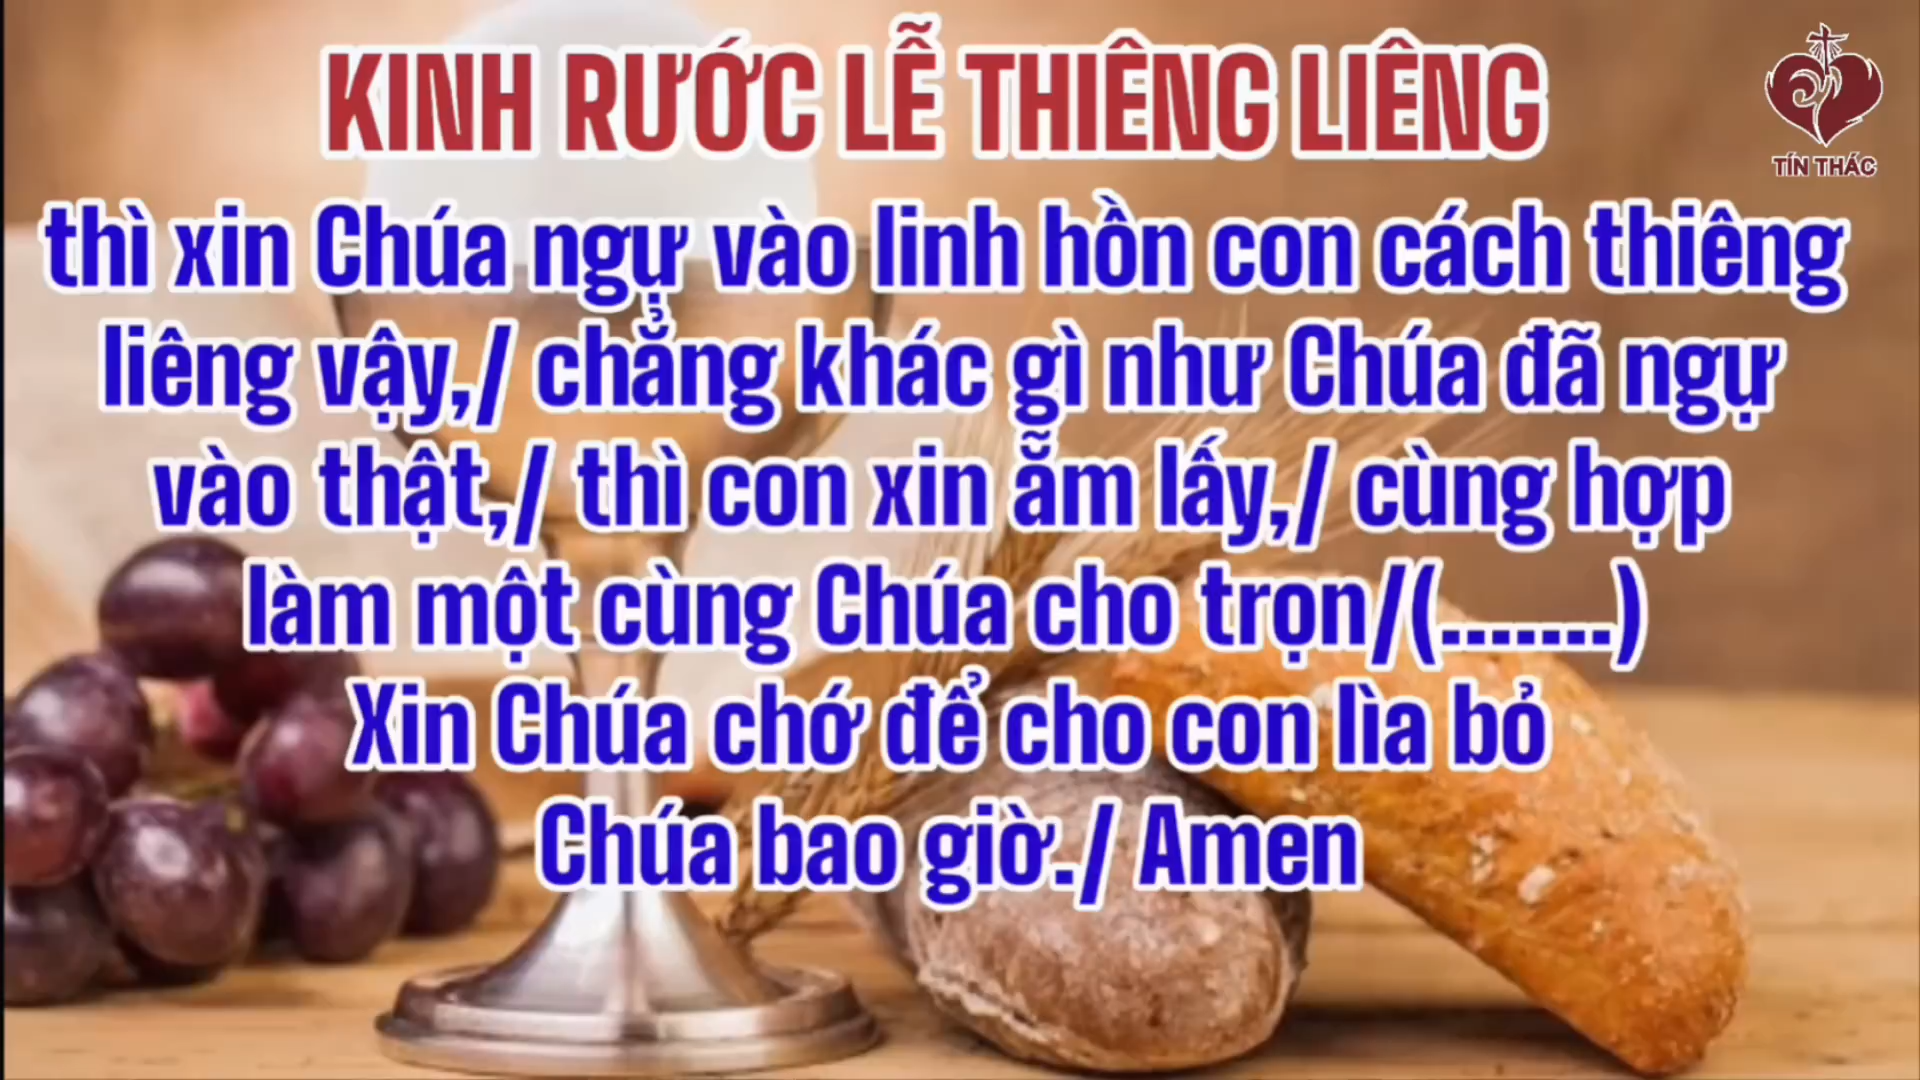 KINH RƯỚC LỄ THIÊNG LIÊNG
TÍN THÁC
thì xin Chúa ngự vào linh hồn con cách thiêng
liêng vậy,/ chẳng khác gì như Chúa đã ngự
vào thật,/ thì con xin ẵm lấy,/ cùng hợp
làm một cùng Chúa cho trọn/(.......)
Xin Chúa chớ để cho con lìa bỏ
Chúa bao giờ./ Amen